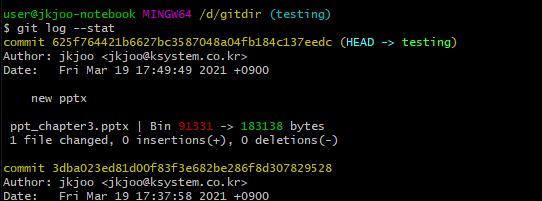 user@jkjoo-notebook MINGW64 /d/gitdir (testing)
$ git log --stat
commit 625f764421b6627bc3587048a04fb184c137eedc (HEAD -> testing)
Author: jkjoo <jkjoo@ksystem.co.kr>
Date:   Fri Mar 19 17:49:49 2021 +0900
    new pptx
 ppt_chapter3.pptx | Bin 91331 -> 183138 bytes
 1 file changed, 0 insertions(+), 0 deletions(-)
commit 3dba023ed81d00f83f3e682be286f8d307829528
Author: jkjoo <jkjoo@ksystem.co.kr>
Date:   Fri Mar 19 17:37:58 2021 +0900